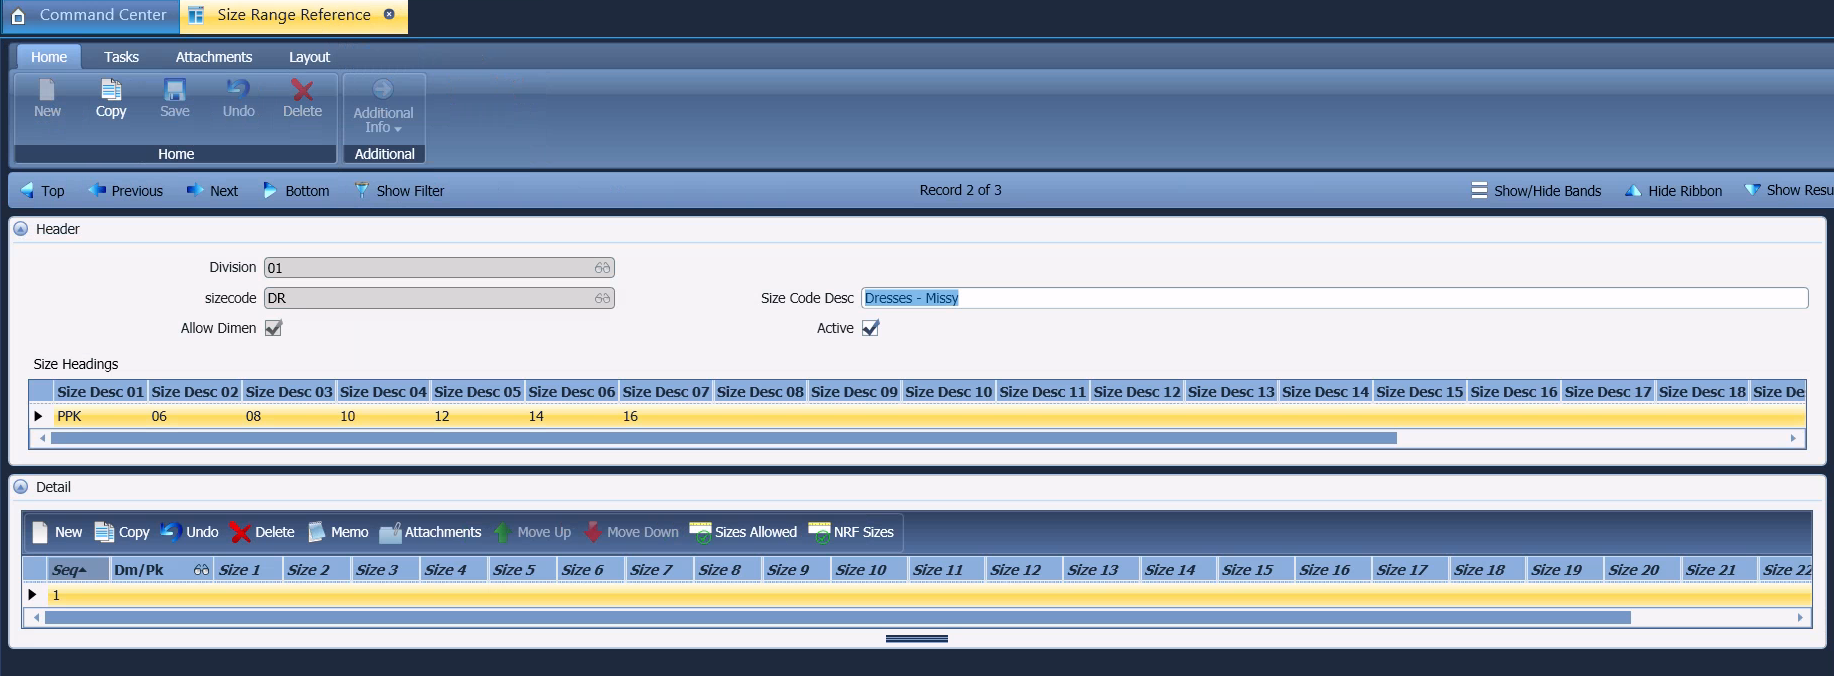 Command Center Size Range Reference
Home Tasks Attachments Layout
New Copy Save Undo Delete Additional Info
Home Additional
Top Previous Next Bottom Show Filter Record 2 of 3 Show/Hide Bands Hide Ribbon Show Resu
Header
Division 01
sizecode DR Size Code Desc Dresses - Missy
Allow Dimen Active
Size Headings
Size Desc 01 Size Desc 02 Size Desc 03 Size Desc 04 Size Desc 05 Size Desc 06 Size Desc 07 Size Desc 08 Size Desc 09 Size Desc 10 Size Desc 11 Size Desc 12 Size Desc 13 Size Desc 14 Size Desc 15 Size Desc 16 Size Desc 17 Size Desc 18 Size De
PPK 06 08 10 12 14 16
Detail
New Copy Undo Delete Memo Attachments Move Up Move Down Sizes Allowed NRF Sizes
Seq Dm/Pk Size 1 Size 2 Size 3 Size 4 Size 5 Size 6 Size 7 Size 8 Size 9 Size 10 Size 11 Size 12 Size 13 Size 14 Size 15 Size 16 Size 17 Size 18 Size 19 Size 20 Size 21 Size 22
1